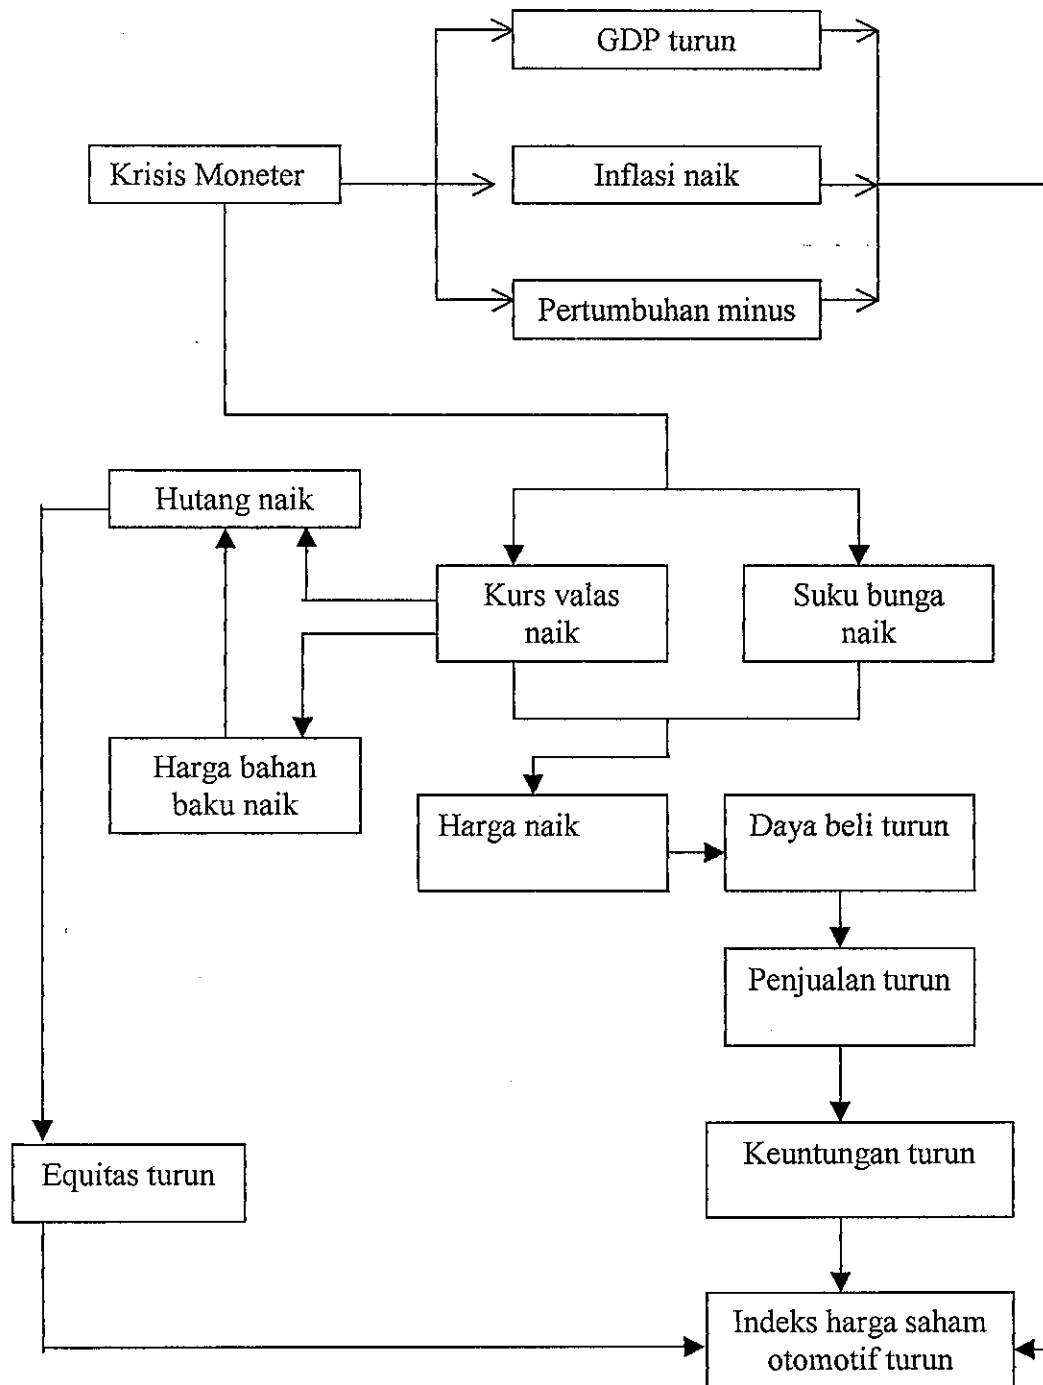 GDP turun
Krisis Moneter
Inflasi naik
Pertumbuhan minus
Hutang naik
Kurs valas
naik
Suku bunga
naik
Harga bahan
baku naik
Harga naik
Daya beli turun
Penjualan turun
Equitas turun
Keuntungan turun
Indeks harga saham
otomotif turun